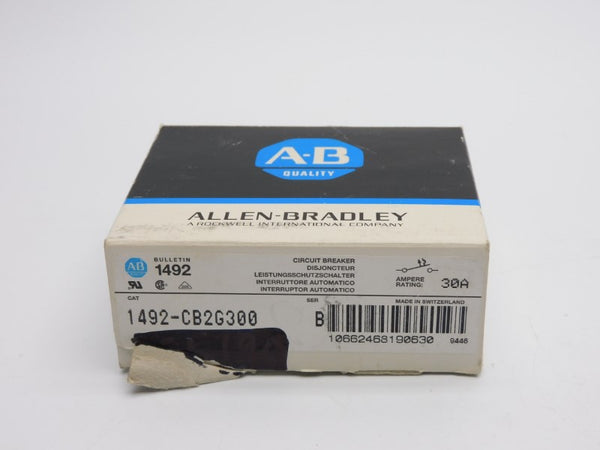 A-B
QUALITY
ALLEN-BRADLEY
A ROCKWELL INTERNATIONAL COMPANY
AB
BULLETIN
1492
CIRCUIT BREAKER
DISJONCTEUR
LEISTUNGSSCHUTZSCHALTER
INTERRUTTORE AUTOMATICO
INTERRUPTOR AUTOMATICO
AMPERE
RATING: 30A
CAT
SER
MADE IN SWITZERLAND
1492-CB2G300
B
10662468190630
9446